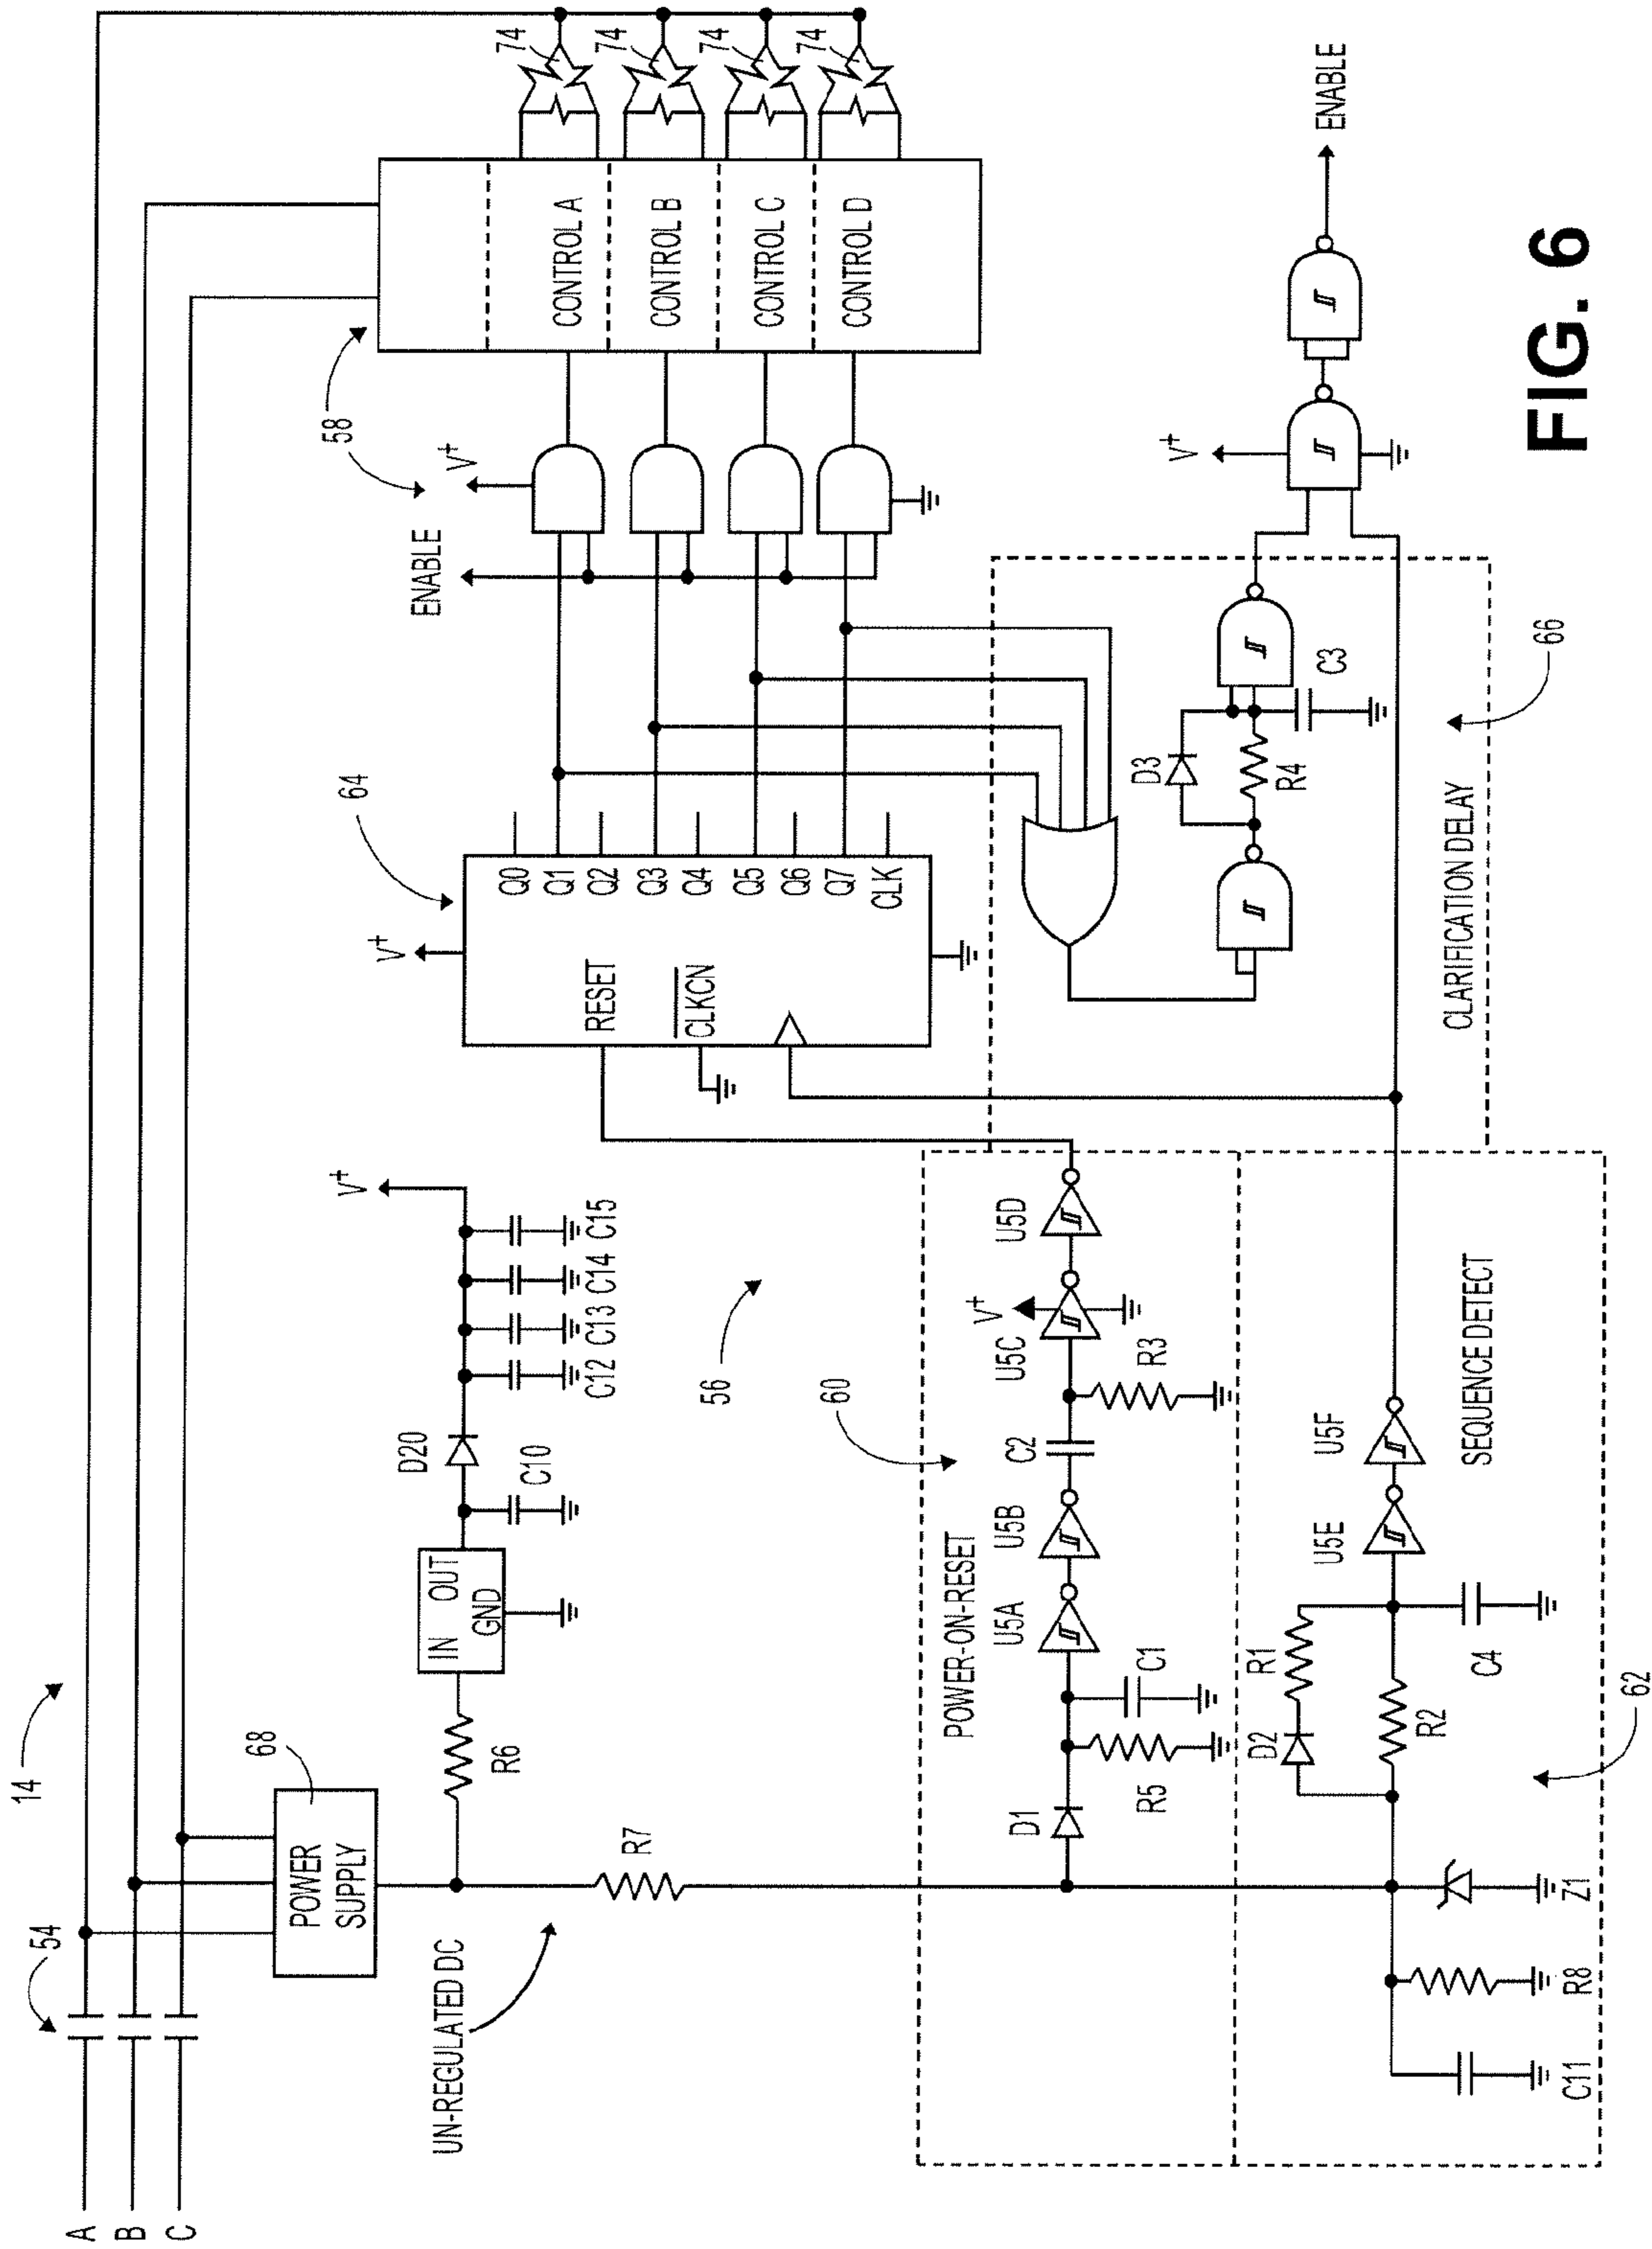 14
54
A
B
C
68
POWER
SUPPLY
UN-REGULATED DC
R6
R7
IN OUT
GND
C10
D20
C12 C13 C14 C15
V+
56
58
64
V+
RESET
CLKCN
Q0
Q1
Q2
Q3
Q4
Q5
Q6
Q7
CLK
ENABLE
V+
CONTROL A
CONTROL B
CONTROL C
CONTROL D
74
74
74
74
60
POWER-ON-RESET
D1
R5
C1
U5A
U5B
C2
R3
U5C
V+
U5D
62
SEQUENCE DETECT
C11
R8
Z1
D2
R1
R2
C4
U5E
U5F
66
CLARIFICATION DELAY
D3
R4
C3
V+
ENABLE
FIG. 6